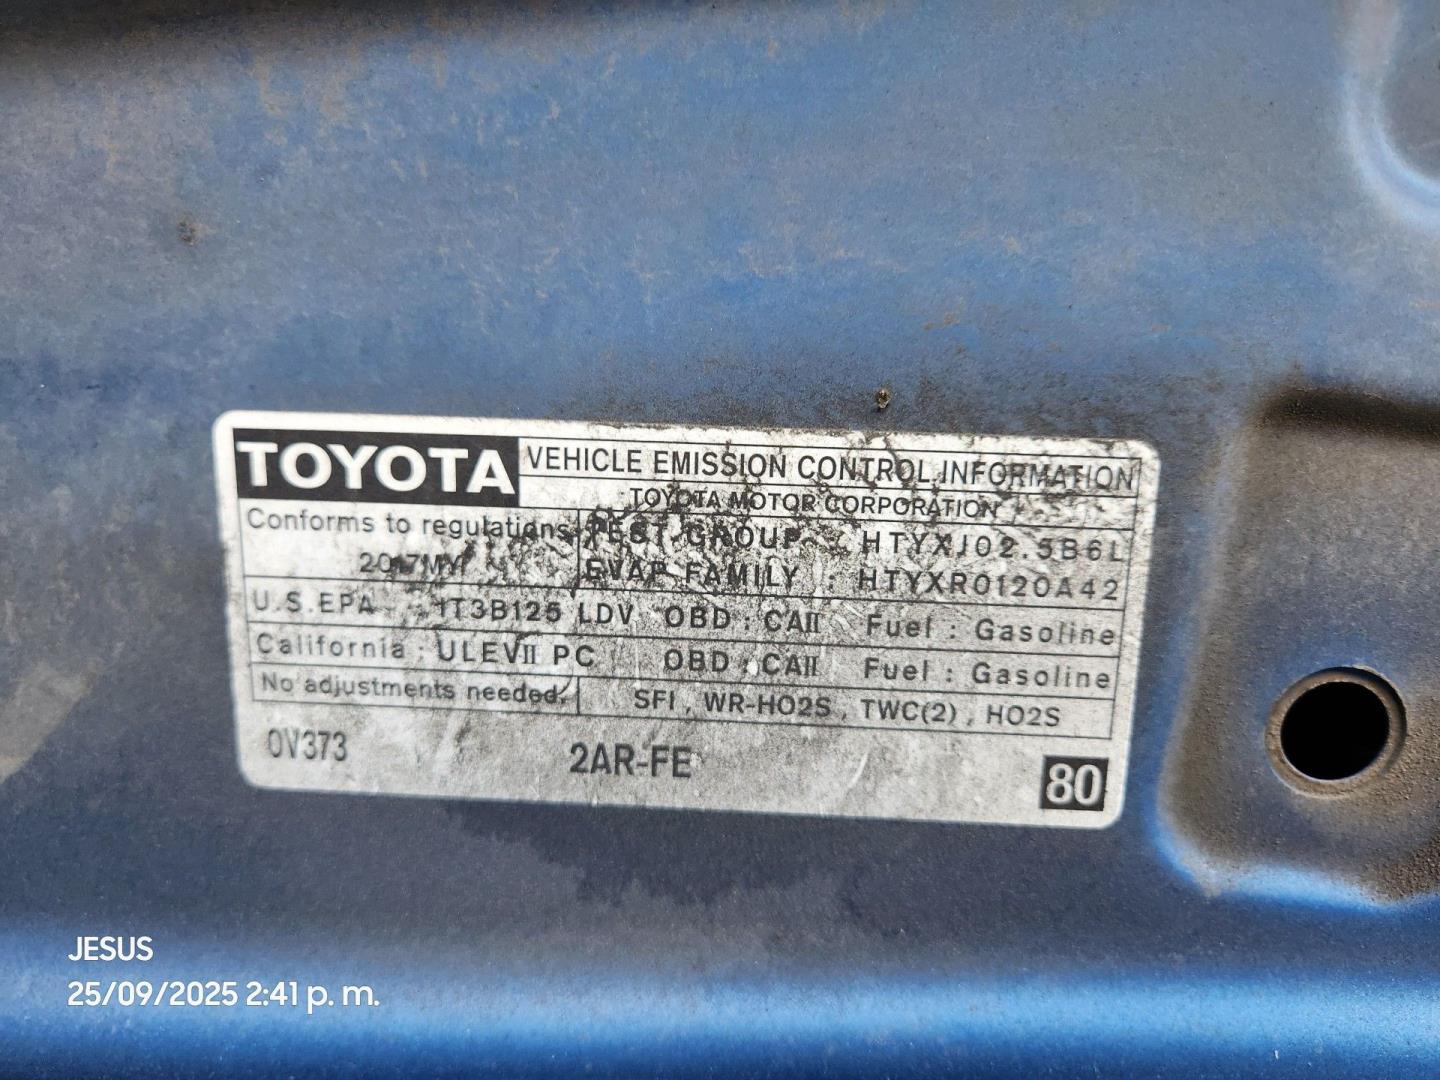 TOYOTA VEHICLE EMISSION CONTROL INFORMATION
TOYOTA MOTOR CORPORATION
Conforms to regulations: TEST GROUP : HTYXJ02.5B6L
2017MY EVAP FAMILY : HTYXR0120A42
U.S.EPA : 1T3B125 LDV OBD : CAII Fuel : Gasoline
California : ULEVII PC OBD : CAII Fuel : Gasoline
No adjustments needed. SFI , WR-HO2S , TWC(2) , HO2S
0V373 2AR-FE 80
JESUS
25/09/2025 2:41 p. m.